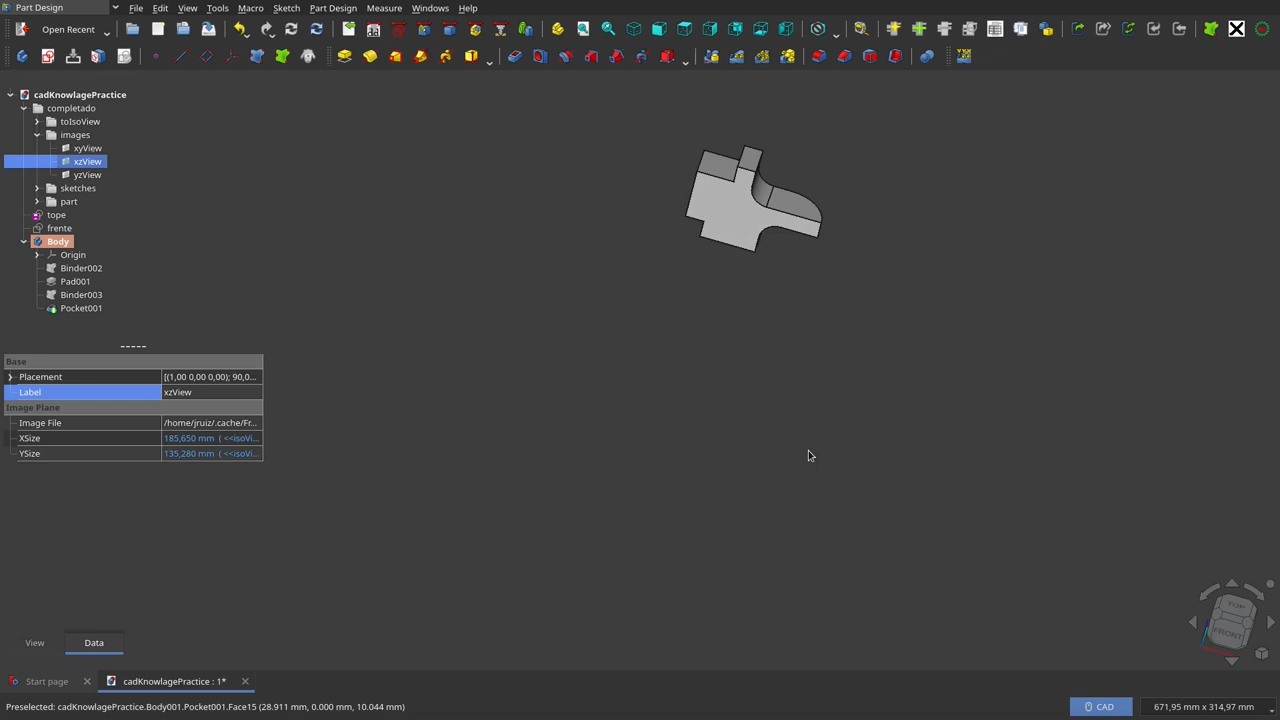 Part Design
File Edit View Tools Macro Sketch Part Design Measure Windows Help
Open Recent
cadKnowlagePractice
completado
toIsoView
images
xyView
xzView
yzView
sketches
part
tope
frente
Body
Origin
Binder002
Pad001
Binder003
Pocket001
Base
Placement [(1,00 0,00 0,00); 90,0...
Label xzView
Image Plane
Image File /home/jruiz/.cache/Fr...
XSize 185,650 mm ( <<isoVi...
YSize 135,280 mm ( <<isoVi...
TOP
FRONT
View Data
Start page cadKnowlagePractice : 1*
Preselected: cadKnowlagePractice.Body001.Pocket001.Face15 (28.911 mm, 0.000 mm, 10.044 mm) CAD 671,95 mm x 314,97 mm